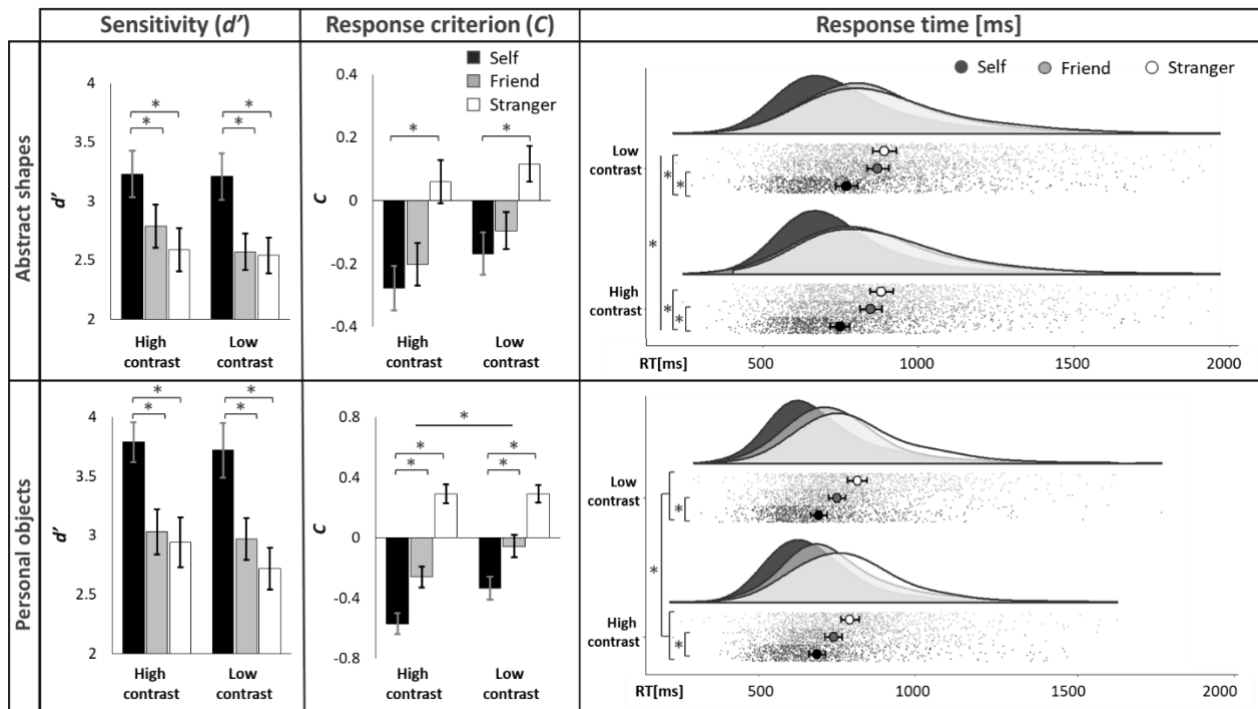 Sensitivity (d′)
Response criterion (C)
Response time [ms]
Abstract shapes
4
3.5
3
2.5
2
d′
* * * *
High contrast
Low contrast
Self
Friend
Stranger
0.4
0.2
0
-0.2
-0.4
C
* *
High contrast
Low contrast
Self
Friend
Stranger
Low contrast
* *
*
High contrast
* *
RT[ms]
500
1000
1500
2000
Personal objects
4
3.5
3
2.5
2
d′
* * * *
High contrast
Low contrast
0.8
0.4
0
-0.4
-0.8
C
*
* * * *
High contrast
Low contrast
Low contrast
*
*
High contrast
*
RT[ms]
500
1000
1500
2000